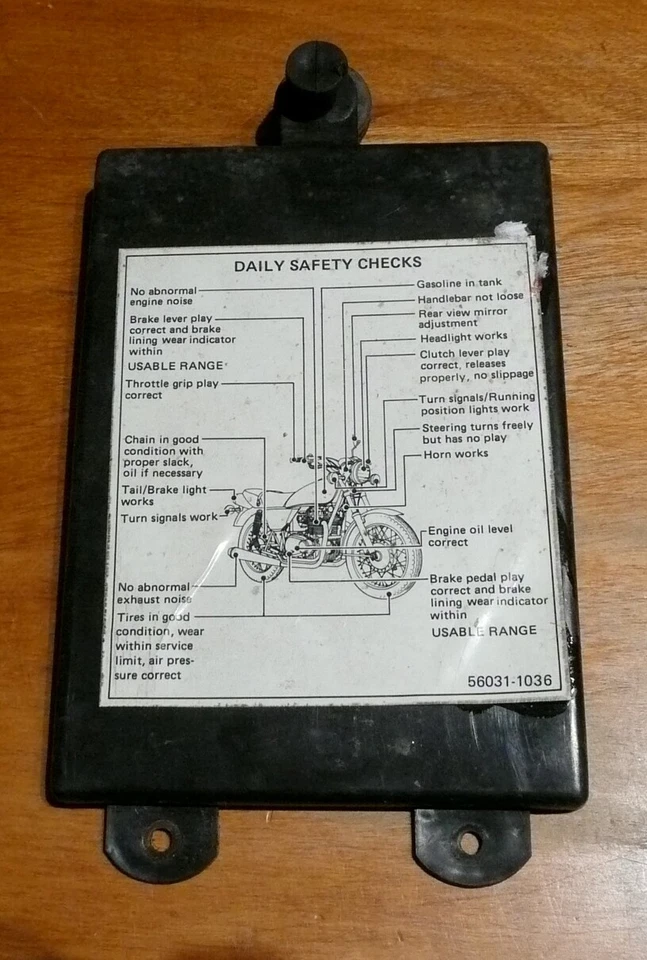 DAILY SAFETY CHECKS
No abnormal
engine noise
Brake lever play
correct and brake
lining wear indicator
within
USABLE RANGE
Throttle grip play
correct
Chain in good
condition with
proper slack,
oil if necessary
Tail/Brake light
works
Turn signals work
No abnormal
exhaust noise
Tires in good
condition, wear
within service
limit, air pres-
sure correct
Gasoline in tank
Handlebar not loose
Rear view mirror
adjustment
Headlight works
Clutch lever play
correct, releases
properly, no slippage
Turn signals/Running
position lights work
Steering turns freely
but has no play
Horn works
Engine oil level
correct
Brake pedal play
correct and brake
lining wear indicator
within
USABLE RANGE
56031-1036